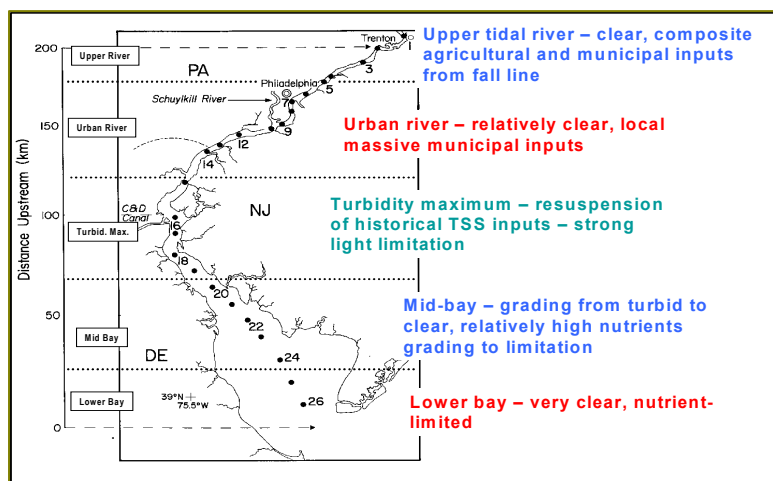 Trenton
1
200
Upper River
PA
3
5
Philadelphia
7
Schuylkill River
9
150
Urban River
12
14
Distance Upstream (km)
C&D
Canal
NJ
100
16
Turbid. Max.
18
20
50
22
Mid Bay
DE
24
39°N
75.5°W
26
Lower Bay
0
Upper tidal river – clear, composite
agricultural and municipal inputs
from fall line
Urban river – relatively clear, local
massive municipal inputs
Turbidity maximum – resuspension
of historical TSS inputs – strong
light limitation
Mid-bay – grading from turbid to
clear, relatively high nutrients
grading to limitation
Lower bay – very clear, nutrient-
limited